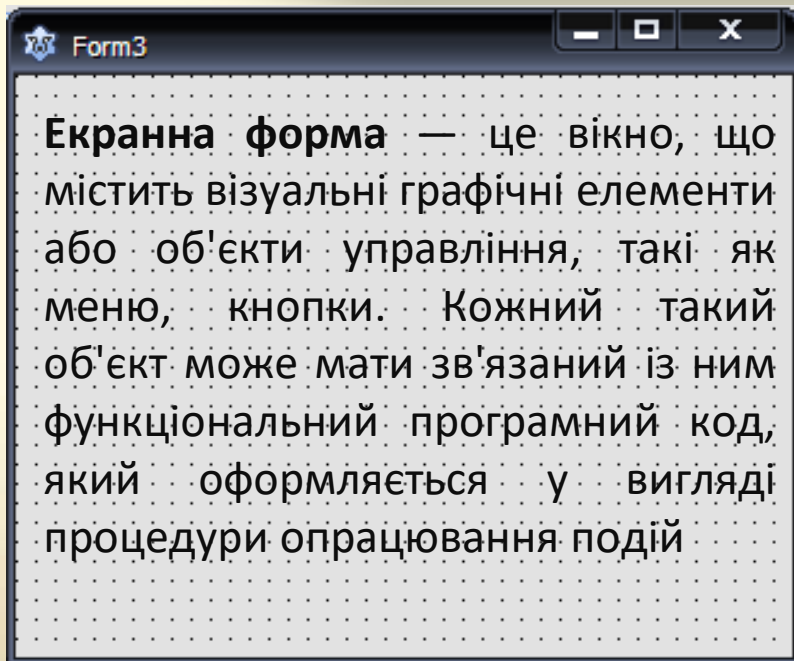 Form3
Екранна форма — це вікно, що
містить візуальні графічні елементи
або об'єкти управління, такі як
меню, кнопки. Кожний такий
об'єкт може мати зв'язаний із ним
функціональний програмний код,
який оформляється у вигляді
процедури опрацювання подій